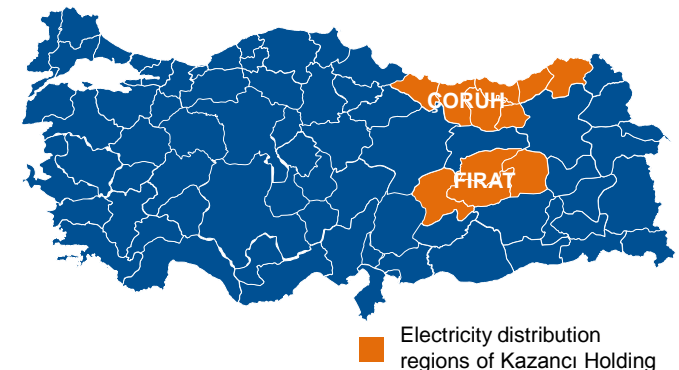 ÇORUH
FIRAT
Electricity distribution
regions of Kazancı Holding